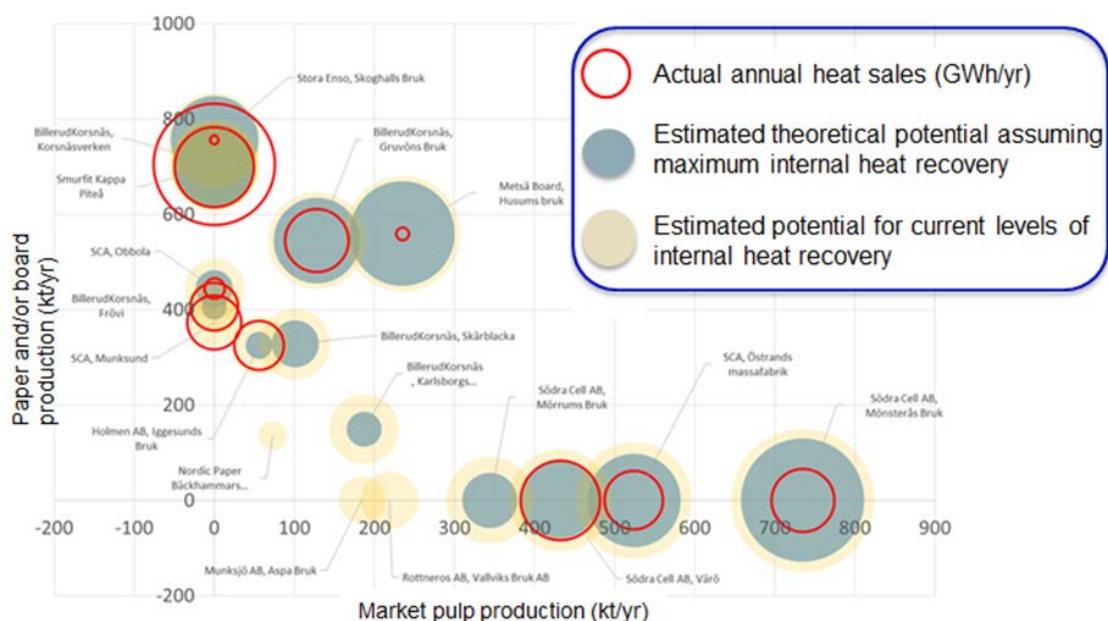 1000
800
600
400
200
0
-200
-200
-100
0
100
200
300
400
500
600
700
800
900
Paper and/or board
production (kt/yr)
Market pulp production (kt/yr)
Actual annual heat sales (GWh/yr)
Estimated theoretical potential assuming
maximum internal heat recovery
Estimated potential for current levels of
internal heat recovery
Stora Enso, Skoghalls Bruk
BillerudKorsnäs,
Korsnäsverken
Smurfit Kappa
Piteå
BillerudKorsnäs,
Gruvöns Bruk
Metsä Board,
Husums bruk
SCA, Obbola
BillerudKorsnäs,
Frövi
SCA, Munksund
BillerudKorsnäs, Skärblacka
BillerudKorsnäs
, Karlsborgs...
Holmen AB, Iggesunds
Bruk
Nordic Paper
Bäckhammars...
Södra Cell AB,
Mörrums Bruk
SCA, Östrands
massafabrik
Södra Cell AB,
Mönsterås Bruk
Munksjö AB, Aspa Bruk
Rottneros AB, Vallviks Bruk AB
Södra Cell AB, Värö